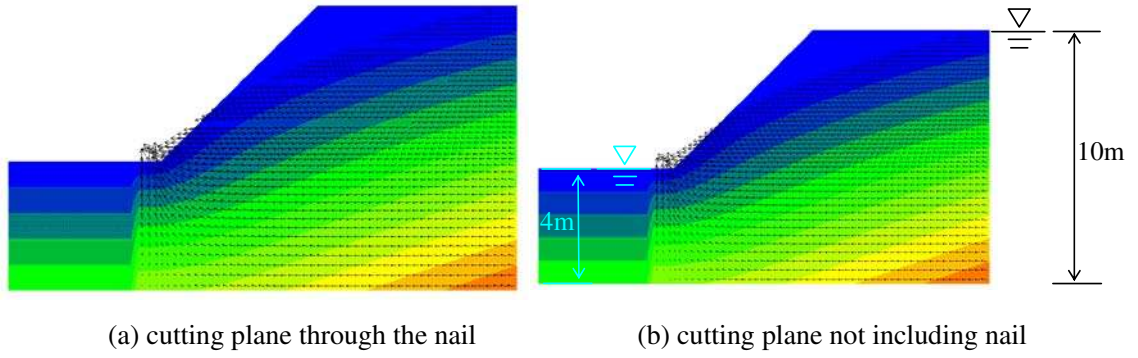 10m
4m
(a) cutting plane through the nail
(b) cutting plane not including nail